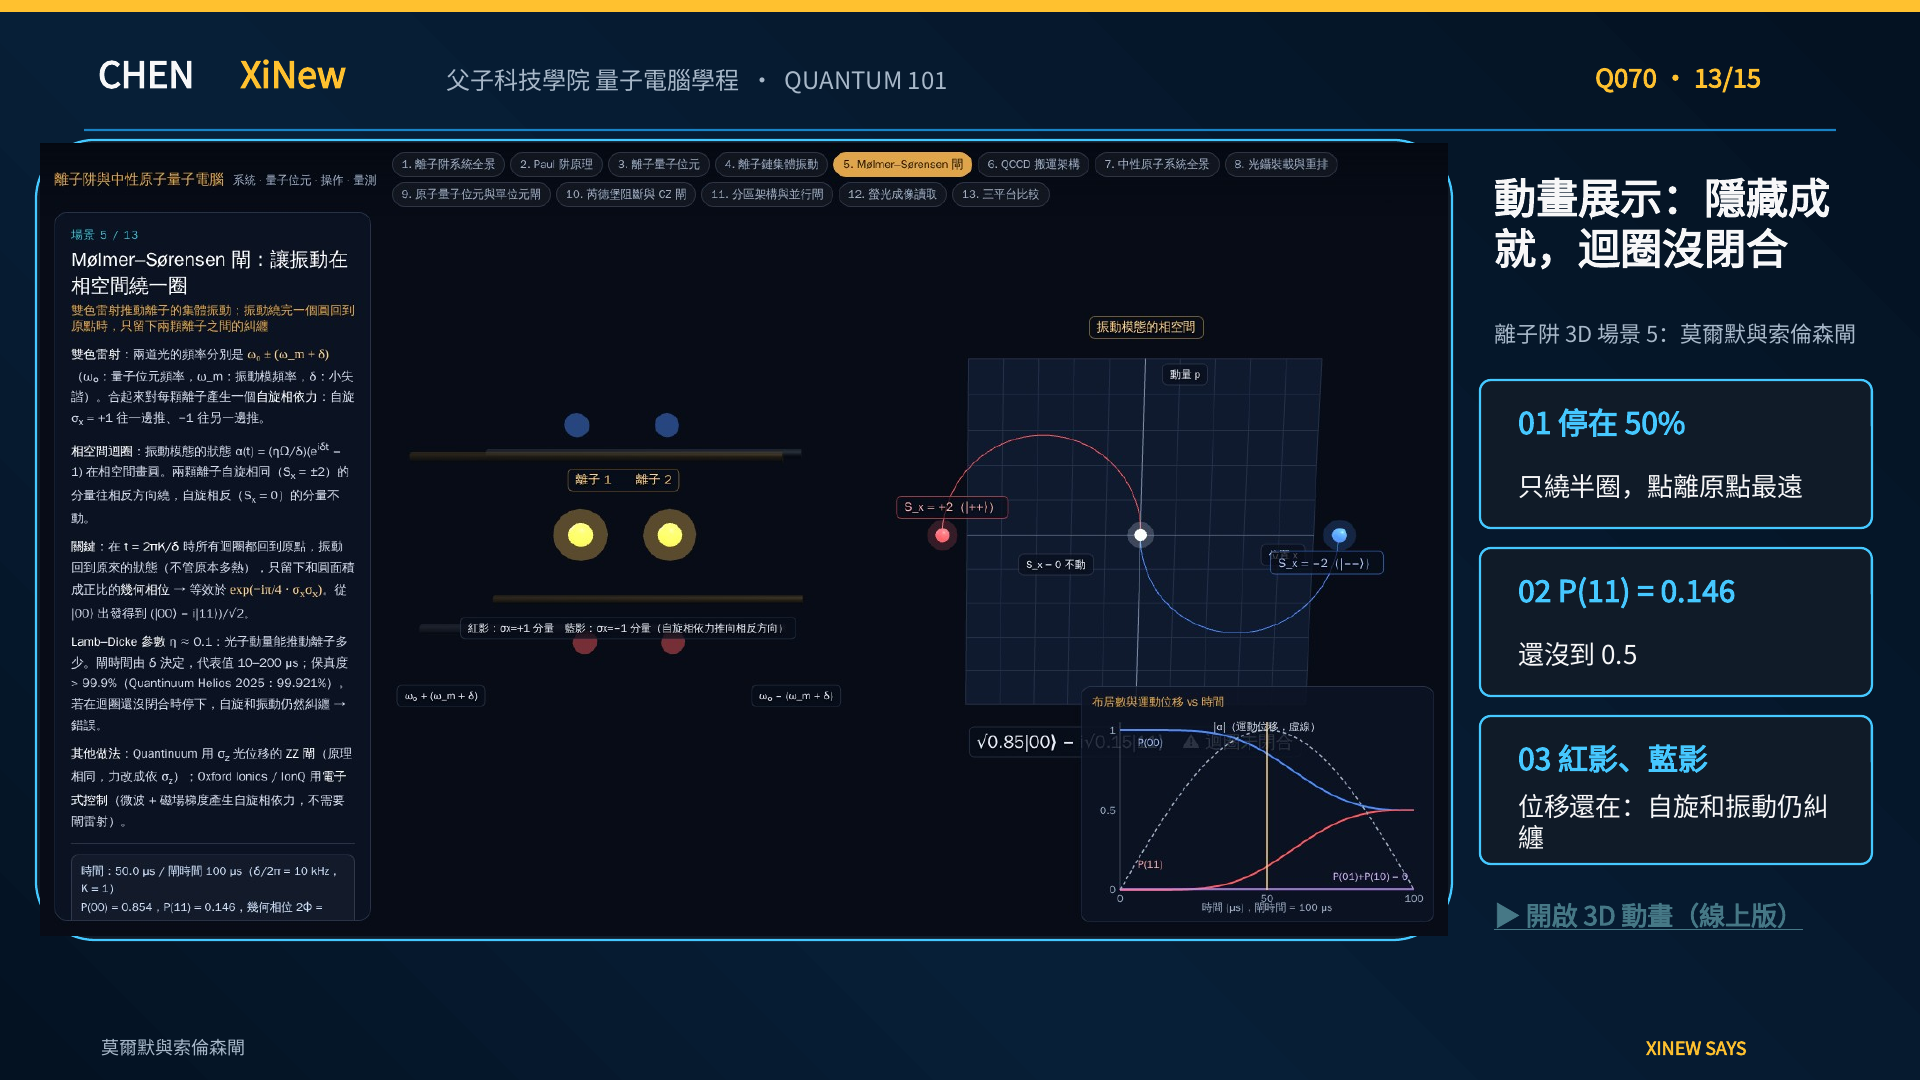 CHEN XiNew 父子科技學院 量子電腦學程 · QUANTUM 101
Q070 · 13/15
離子阱與中性原子量子電腦 系統 · 量子位元 · 操作 · 量測
1. 離子阱系統全景
2. Paul 阱原理
3. 離子量子位元
4. 離子鏈集體振動
5. Mølmer–Sørensen 閘
6. QCCD 搬運架構
7. 中性原子系統全景
8. 光鑷裝載與重排
9. 原子量子位元與單位元閘
10. 芮德堡阻斷與 CZ 閘
11. 分區架構與並行閘
12. 螢光成像讀取
13. 三平台比較
場景 5 / 13
Mølmer–Sørensen 閘：讓振動在
相空間繞一圈
雙色雷射推動離子的集體振動；振動繞完一個圓回到
原點時，只留下兩顆離子之間的糾纏
雙色雷射：兩道光的頻率分別是 ω₀ ± (ω_m + δ)
（ω₀：量子位元頻率，ω_m：振動模頻率，δ：小失
諧）。合起來對每顆離子產生一個自旋相依力：自旋
σₓ = +1 往一邊推、−1 往另一邊推。
相空間迴圈：振動模態的狀態 α(t) = (ηΩ/δ)(e^{iδt} −
1) 在相空間畫圓。兩顆離子自旋相同（Sₓ = ±2）的
分量往相反方向繞，自旋相反（Sₓ = 0）的分量不
動。
關鍵：在 t = 2πK/δ 時所有迴圈都回到原點，振動
回到原來的狀態（不管原本多熱），只留下和圓面積
成正比的幾何相位 → 等效於 exp(−iπ/4 · σₓσₓ)。從
|00⟩ 出發得到 (|00⟩ − i|11⟩)/√2。
Lamb–Dicke 參數 η ≈ 0.1：光子動量能推動離子多
少。閘時間由 δ 決定，代表值 10–200 μs；保真度
> 99.9%（Quantinuum Helios 2025：99.921%）。
若在迴圈還沒閉合時停下，自旋和振動仍然糾纏 →
錯誤。
其他做法：Quantinuum 用 σ_z 光位移的 ZZ 閘（原理
相同，力改成依 σ_z）；Oxford Ionics / IonQ 用電子
式控制（微波 + 磁場梯度產生自旋相依力，不需要
閘雷射）。
時間：50.0 μs / 閘時間 100 μs（δ/2π = 10 kHz，
K = 1）
P(00) = 0.854，P(11) = 0.146，幾何相位 2Φ =
離子 1 離子 2
紅影：σx=+1 分量 藍影：σx=−1 分量（自旋相依力推向相反方向）
ω₀ + (ω_m + δ)
ω₀ − (ω_m + δ)
振動模態的相空間
動量 p
S_x = +2（|++⟩）
S_x = 0 不動
位置 x
S_x = −2（|−−⟩）
√0.85|00⟩ − i√0.15|11⟩ ⚠ 迴圈未閉合
布居數與運動位移 vs 時間
|α|（運動位移，虛線）
1
P(00)
0.5
P(11)
P(01)+P(10) = 0
0
0 50 100
時間 [μs]，閘時間 = 100 μs
動畫展示：隱藏成
就，迴圈沒閉合
離子阱 3D 場景 5：莫爾默與索倫森閘
01 停在 50%
只繞半圈，點離原點最遠
02 P(11) = 0.146
還沒到 0.5
03 紅影、藍影
位移還在：自旋和振動仍糾
纏
▶ 開啟 3D 動畫（線上版）
莫爾默與索倫森閘
XINEW SAYS